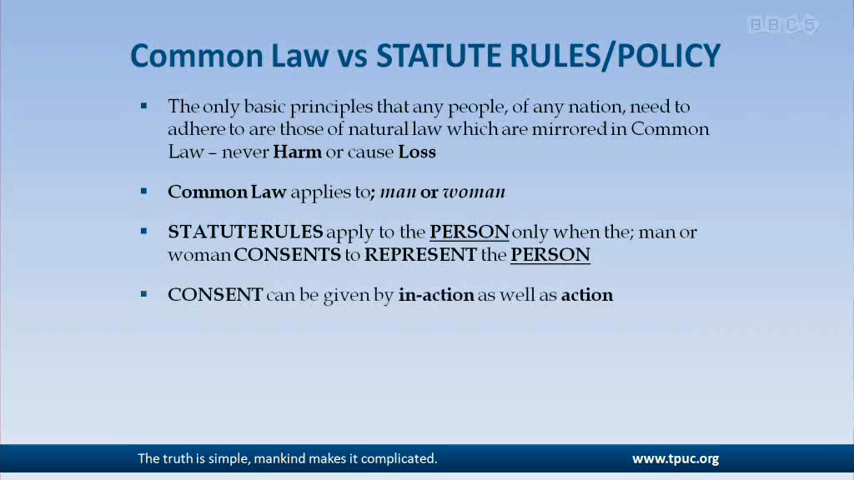 BBC5
Common Law vs STATUTE RULES/POLICY
The only basic principles that any people, of any nation, need to
adhere to are those of natural law which are mirrored in Common
Law – never Harm or cause Loss
Common Law applies to; man or woman
STATUTE RULES apply to the PERSON only when the; man or
woman CONSENTS to REPRESENT the PERSON
CONSENT can be given by in-action as well as action
The truth is simple, mankind makes it complicated.
www.tpuc.org